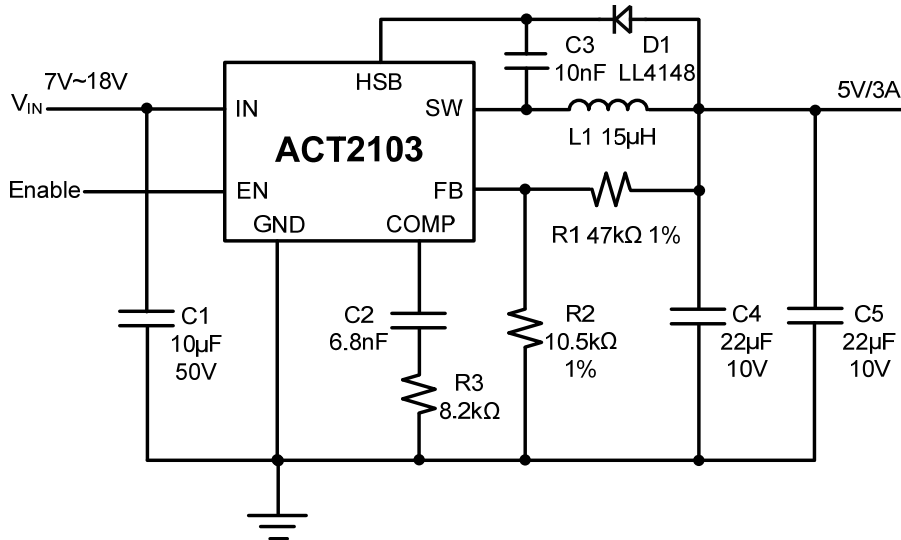 7V~18V
V_IN
Enable
IN
EN
GND
HSB
SW
ACT2103
FB
COMP
C3
10nF
D1
LL4148
L1 15µH
5V/3A
R1 47kΩ 1%
C1
10µF
50V
C2
6.8nF
R3
8.2kΩ
R2
10.5kΩ
1%
C4
22µF
10V
C5
22µF
10V